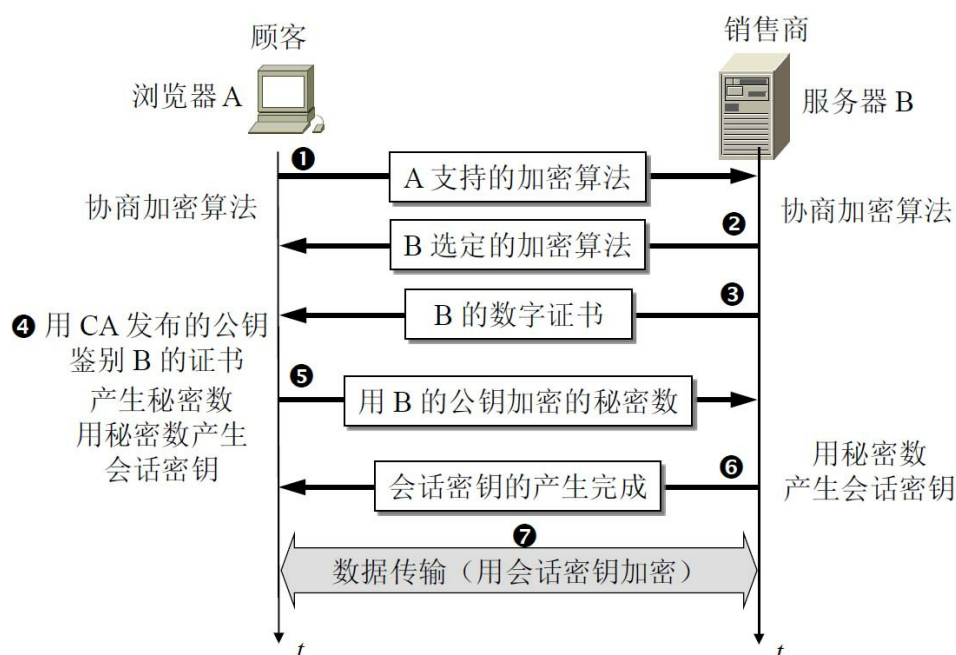 顾客
销售商
浏览器 A
服务器 B
❶
A 支持的加密算法
协商加密算法
协商加密算法
❷
B 选定的加密算法
❸
B 的数字证书
❹ 用 CA 发布的公钥
鉴别 B 的证书
❺
产生秘密数
用 B 的公钥加密的秘密数
用秘密数产生
会话密钥
❻
会话密钥的产生完成
用秘密数
产生会话密钥
❼
数据传输（用会话密钥加密）
t
t